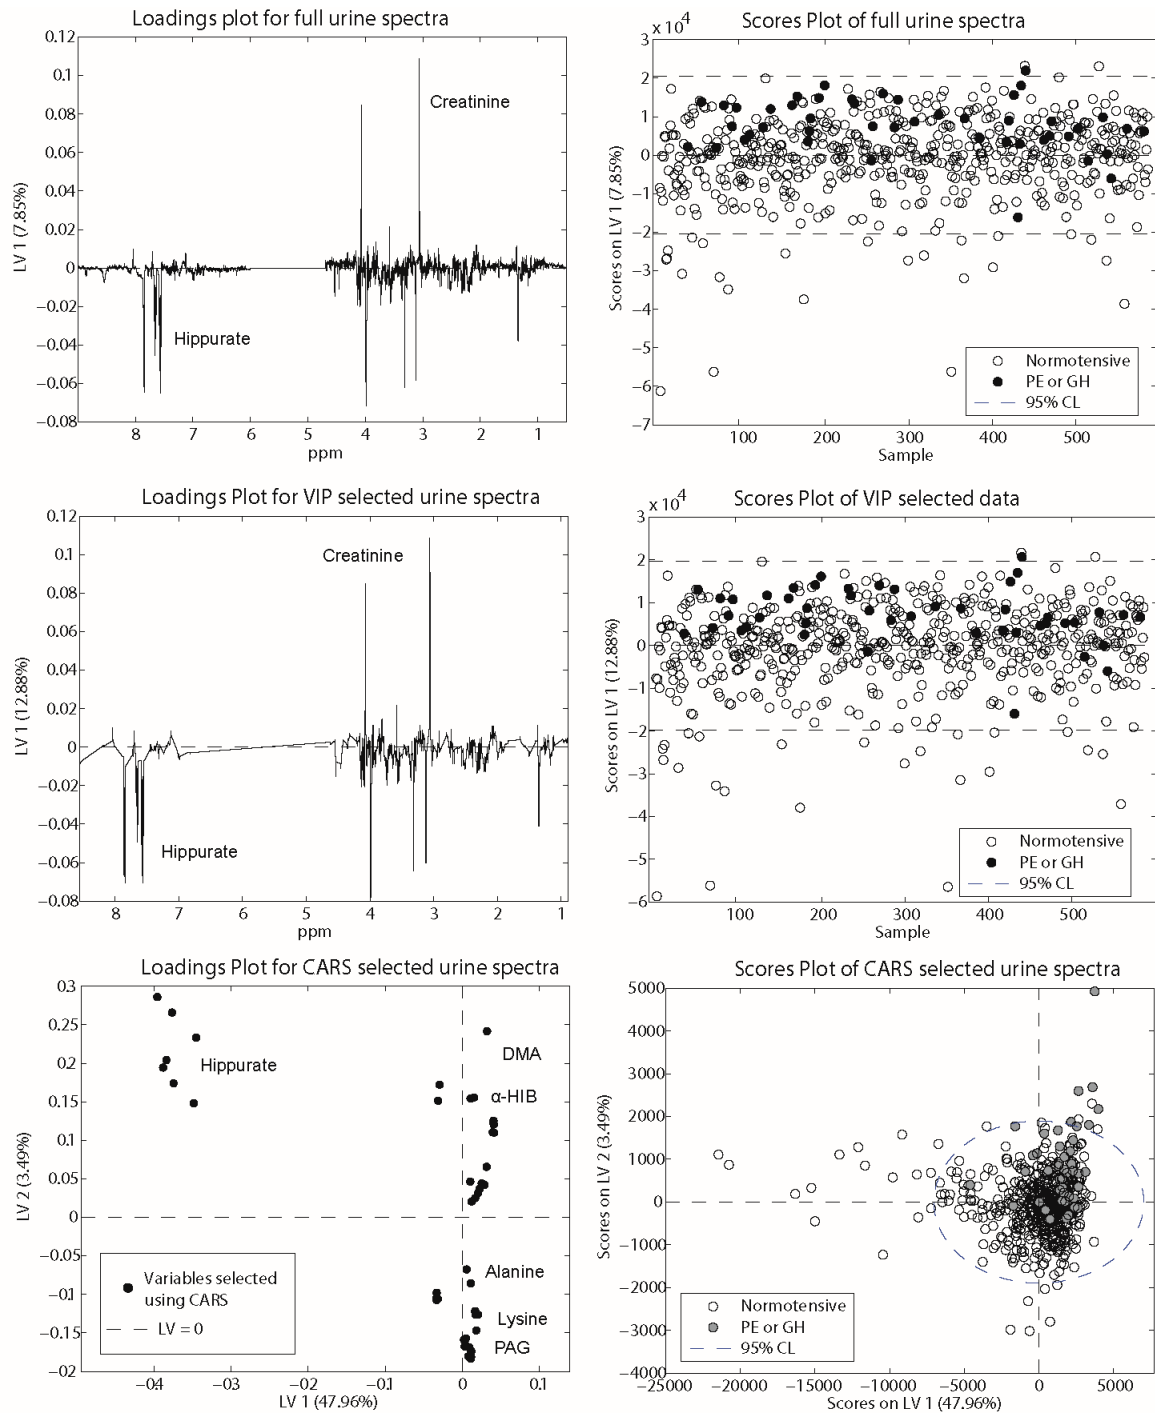 Loadings plot for full urine spectra
0.12
0.1
0.08
0.06
0.04
0.02
0
−0.02
−0.04
−0.06
−0.08
LV 1 (7.85%)
Creatinine
Hippurate
8 7 6 5 4 3 2 1
ppm
Scores Plot of full urine spectra
x 10⁴
3
2
1
0
−1
−2
−3
−4
−5
−6
−7
Scores on LV 1 (7.85%)
Normotensive
PE or GH
95% CL
100 200 300 400 500
Sample
Loadings Plot for VIP selected urine spectra
0.12
0.1
0.08
0.06
0.04
0.02
0
−0.02
−0.04
−0.06
−0.08
LV 1 (12.88%)
Creatinine
Hippurate
8 7 6 5 4 3 2 1
ppm
Scores Plot of VIP selected data
x 10⁴
3
2
1
0
−1
−2
−3
−4
−5
−6
Scores on LV 1 (12.88%)
Normotensive
PE or GH
95% CL
100 200 300 400 500
Sample
Loadings Plot for CARS selected urine spectra
0.3
0.25
0.2
0.15
0.1
0.05
0
−0.05
−0.1
−0.15
−0.2
LV 2 (3.49%)
Hippurate
DMA
α-HIB
Alanine
Lysine
PAG
Variables selected
using CARS
LV = 0
−0.4 −0.3 −0.2 −0.1 0 0.1
LV 1 (47.96%)
Scores Plot of CARS selected urine spectra
5000
4000
3000
2000
1000
0
−1000
−2000
−3000
4000
Scores on LV 2 (3.49%)
Normotensive
PE or GH
95% CL
−25000 −20000 −15000 −10000 −5000 0 5000
Scores on LV 1 (47.96%)